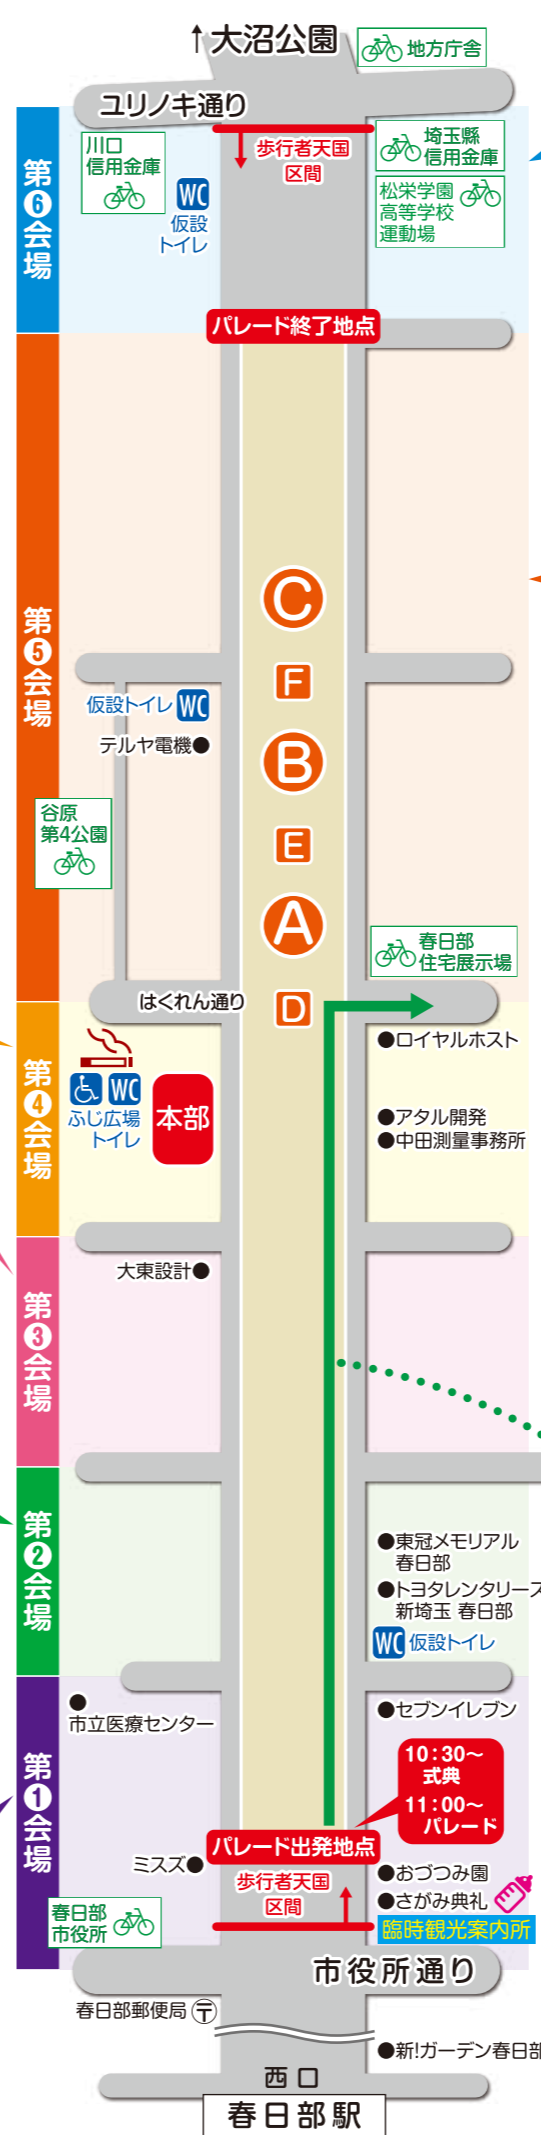 ↑大沼公園
地方庁舎
ユリノキ通り
川口
信用金庫
歩行者天国
区間
埼玉縣
信用金庫
WC
仮設
トイレ
松栄学園
高等学校
運動場
第6会場
パレード終了地点
第5会場
C
F
仮設トイレ WC
テルヤ電機●
B
谷原
第4公園
E
A
春日部
住宅展示場
はくれん通り
D
●ロイヤルホスト
第4会場
WC
ふじ広場
トイレ
本部
●アタル開発
●中田測量事務所
大東設計●
第3会場
第2会場
●東冠メモリアル
春日部
●トヨタレンタリース
新埼玉 春日部
WC 仮設トイレ
第1会場
●
市立医療センター
●セブンイレブン
10:30〜
式典
11:00〜
パレード
パレード出発地点
ミスズ●
歩行者天国
区間
●おづつみ園
●さがみ典礼
臨時観光案内所
春日部
市役所
市役所通り
春日部郵便局〶
●新!ガーデン春日部
西口
春日部駅